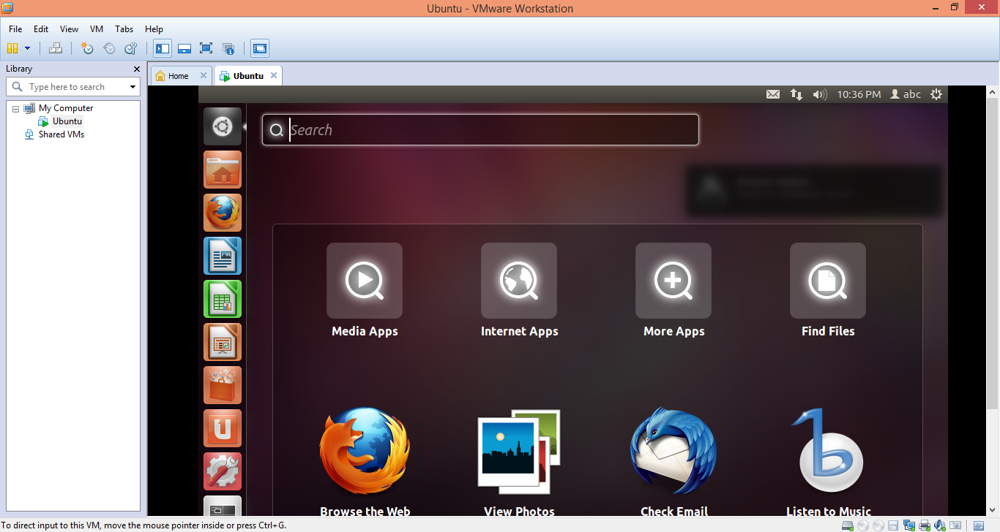 Ubuntu - VMware Workstation
File Edit View VM Tabs Help
Library
Home
Ubuntu
Type here to search
My Computer
Ubuntu
Shared VMs
10:36 PM abc
Search
Media Apps Internet Apps More Apps Find Files
Browse the Web View Photos Check Email Listen to Music
To direct input to this VM, move the mouse pointer inside or press Ctrl+G.